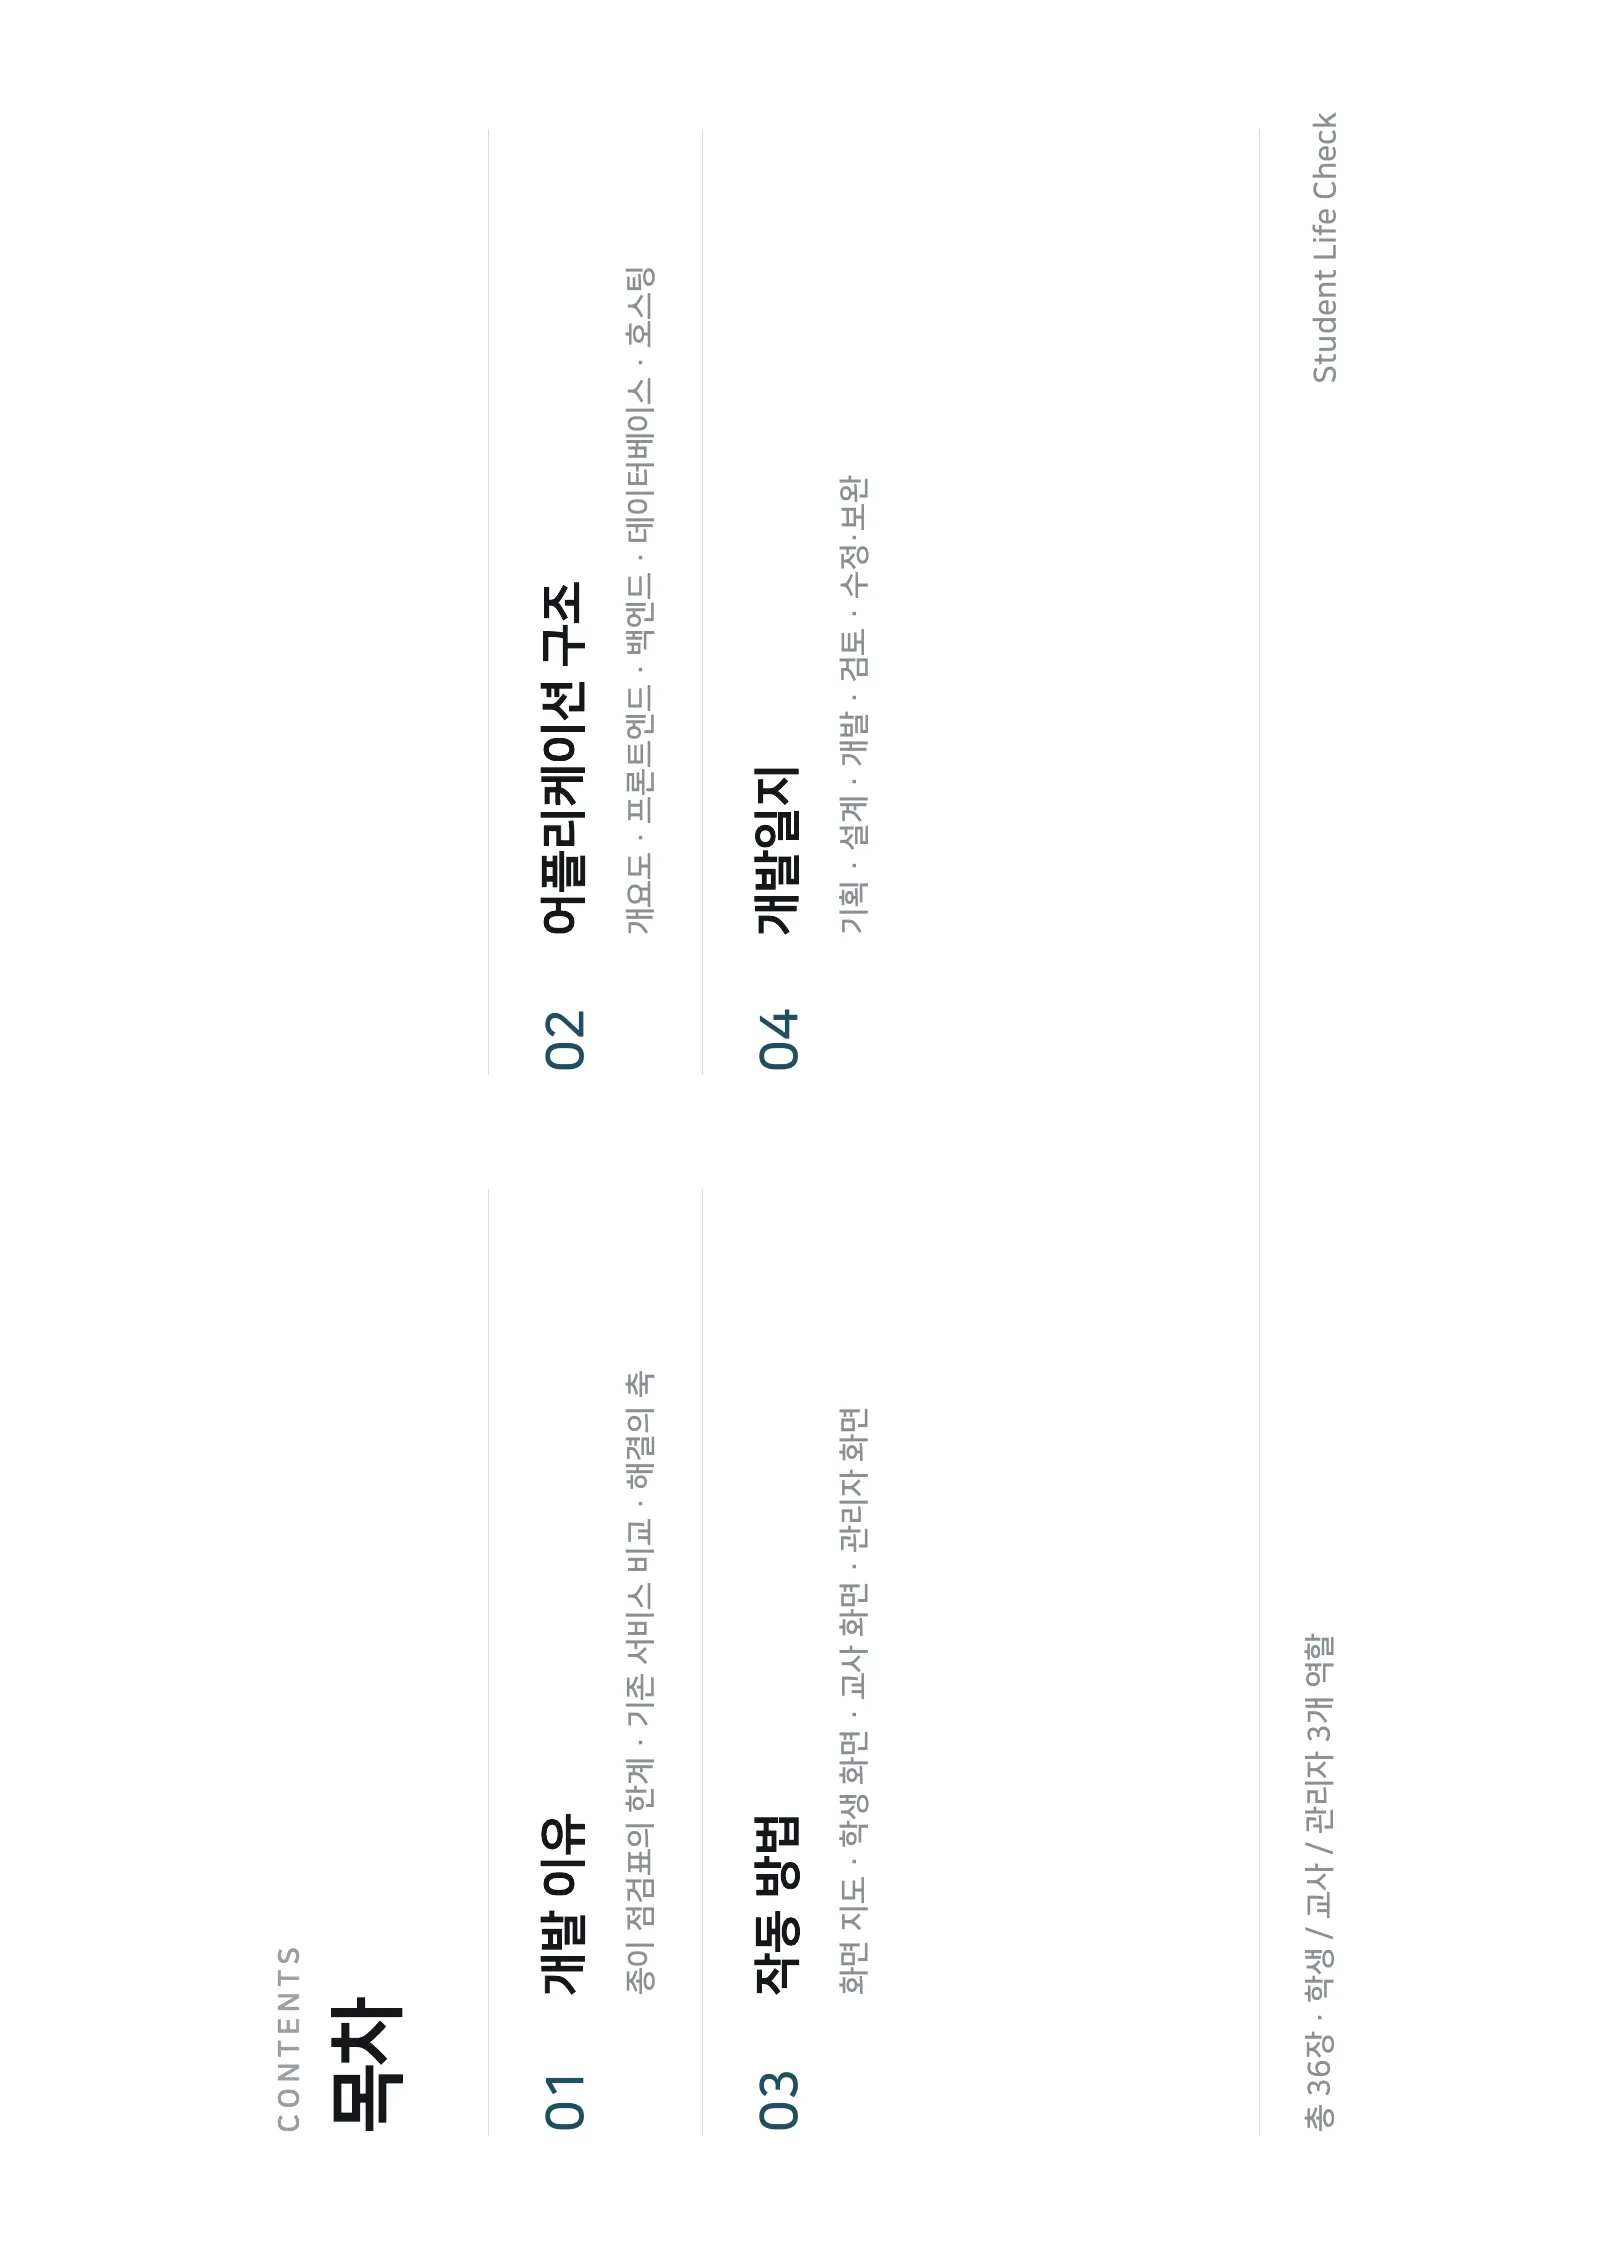 CONTENTS
목차
01 개발 이유
종이 점검표의 한계 · 기존 서비스 비교 · 해결의 축
02 어플리케이션 구조
개요도 · 프론트엔드 · 백엔드 · 데이터베이스 · 호스팅
03 작동 방법
화면 지도 · 학생 화면 · 교사 화면 · 관리자 화면
04 개발일지
기획 · 설계 · 개발 · 검토 · 수정·보완
총 36장 · 학생 / 교사 / 관리자 3개 역할
Student Life Check